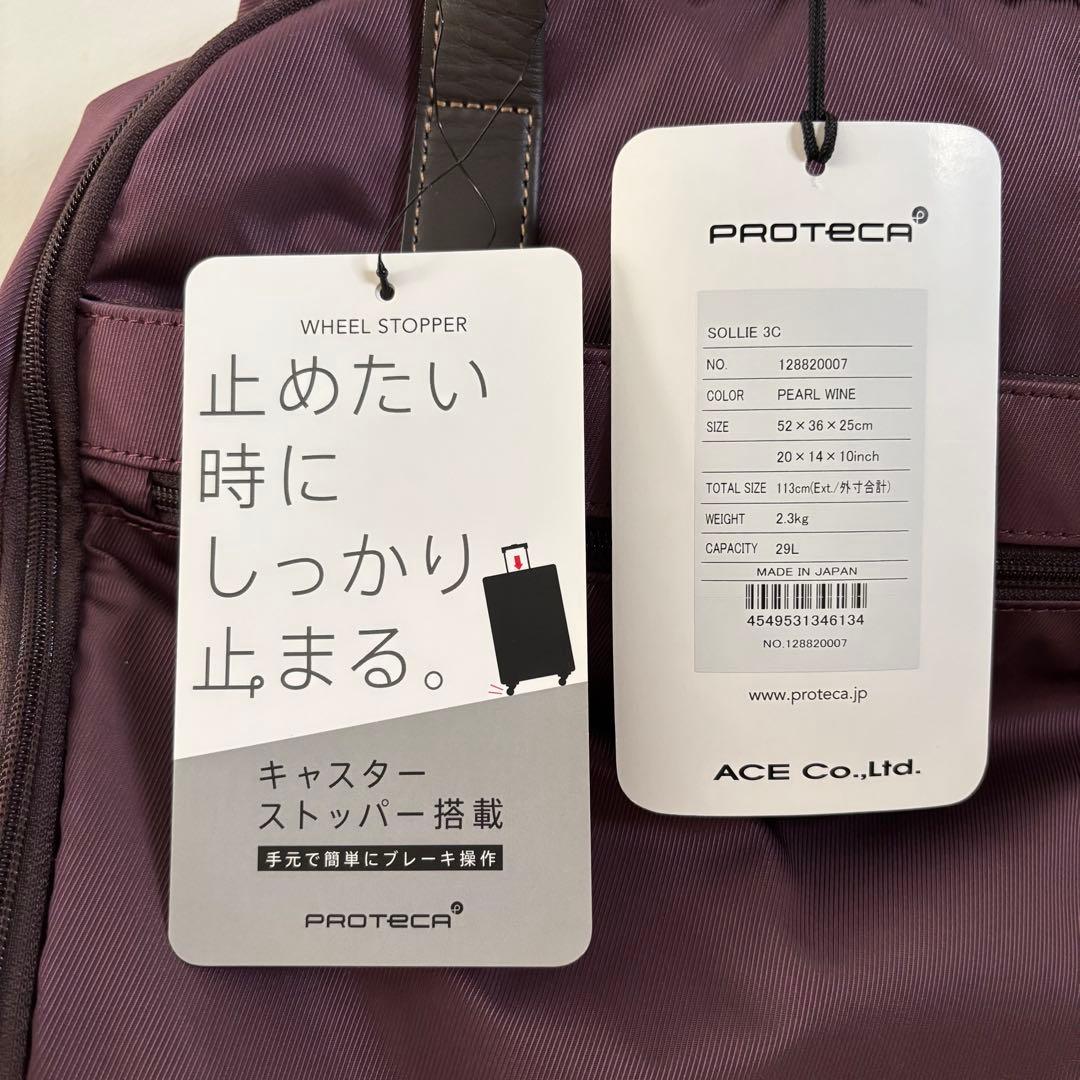 WHEEL STOPPER
止めたい
時に
しっかり
止まる。
キャスター
ストッパー搭載
手元で簡単にブレーキ操作
PROTECA
PROTECA
SOLLIE 3C
NO. 128820007
COLOR PEARL WINE
SIZE 52×36×25cm
20×14×10inch
TOTAL SIZE 113cm(Ext./外寸合計)
WEIGHT 2.3kg
CAPACITY 29L
MADE IN JAPAN
4549531346134
NO.128820007
www.proteca.jp
ACE Co.,Ltd.